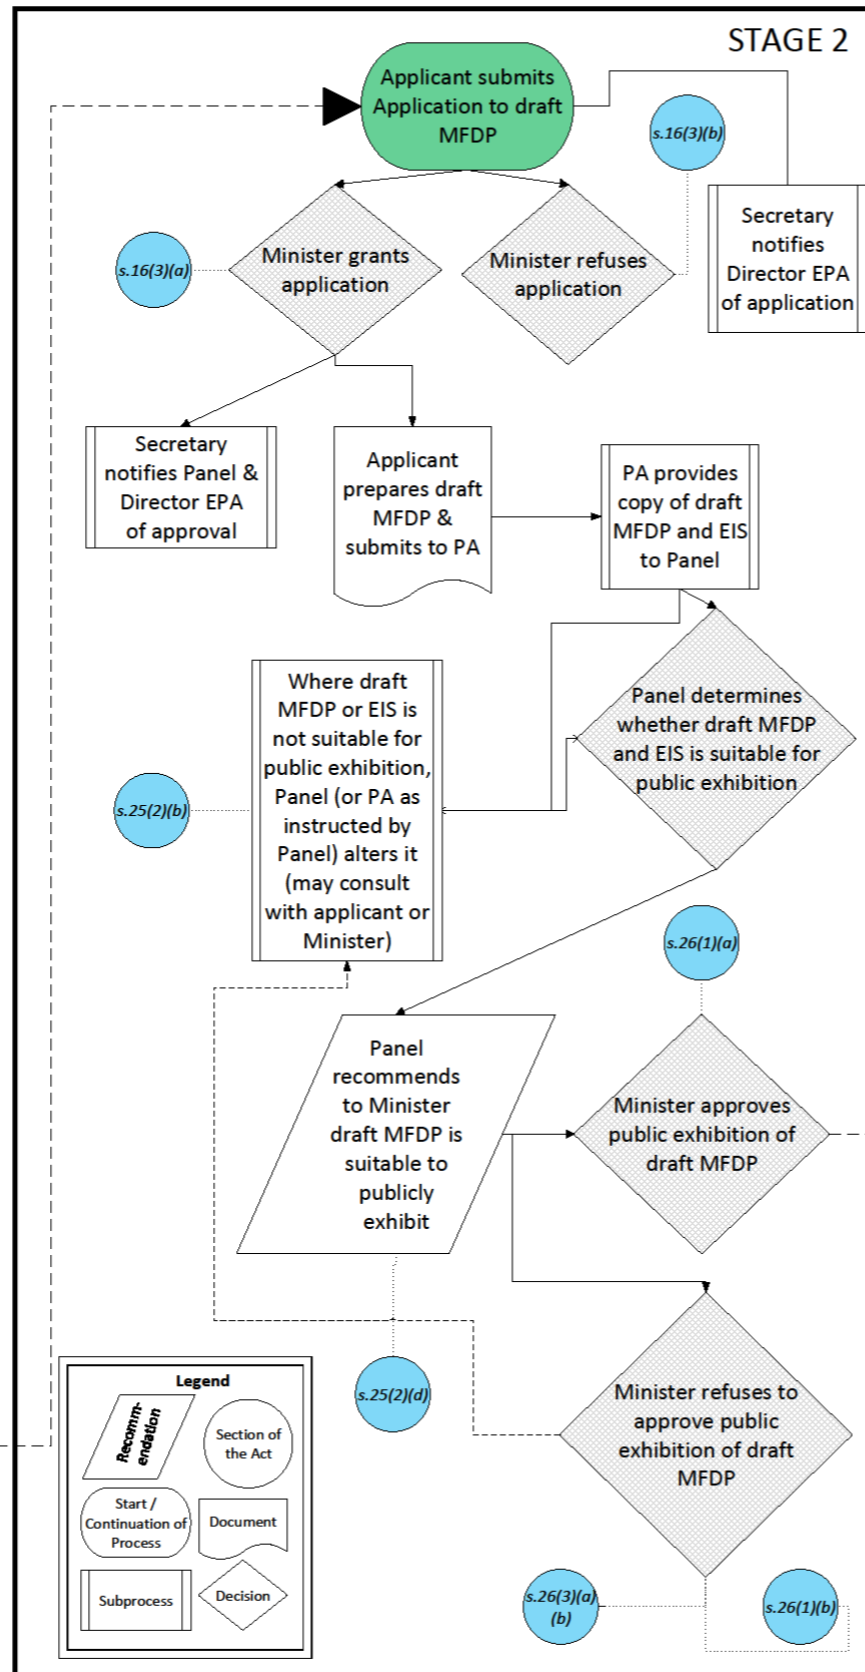 STAGE 2
Applicant submits
Application to draft
MFDP
s.16(3)(b)
Secretary
notifies
Director EPA
of application
s.16(3)(a)
Minister grants
application
Minister refuses
application
Secretary
notifies Panel &
Director EPA
of approval
Applicant
prepares draft
MFDP &
submits to PA
PA provides
copy of draft
MFDP and EIS
to Panel
Where draft
MFDP or EIS is
not suitable for
public exhibition,
Panel (or PA as
instructed by
Panel) alters it
(may consult
with applicant or
Minister)
Panel determines
whether draft MFDP
and EIS is suitable for
public exhibition
s.25(2)(b)
s.26(1)(a)
Panel
recommends
to Minister
draft MFDP is
suitable to
publicly
exhibit
Minister approves
public exhibition of
draft MFDP
s.25(2)(d)
Minister refuses to
approve public
exhibition of draft
MFDP
s.26(3)(a)
(b)
s.26(1)(b)
Legend
Recomm-
endation
Section of
the Act
Start /
Continuation of
Process
Document
Subprocess
Decision